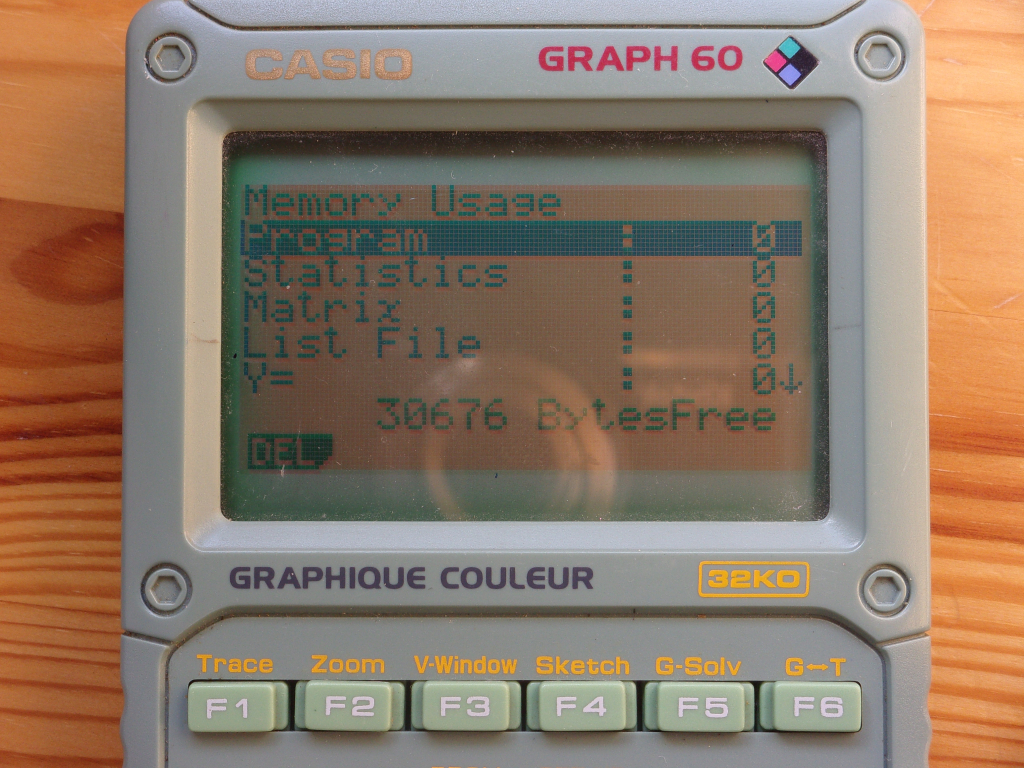 CASIO GRAPH 60
Memory Usage
Program : 0
Statistics : 0
Matrix : 0
List File : 0
Y= : 0↓
30676 BytesFree
DEL
GRAPHIQUE COULEUR 32KO
Trace Zoom V-Window Sketch G-Solv G↔T
F1 F2 F3 F4 F5 F6